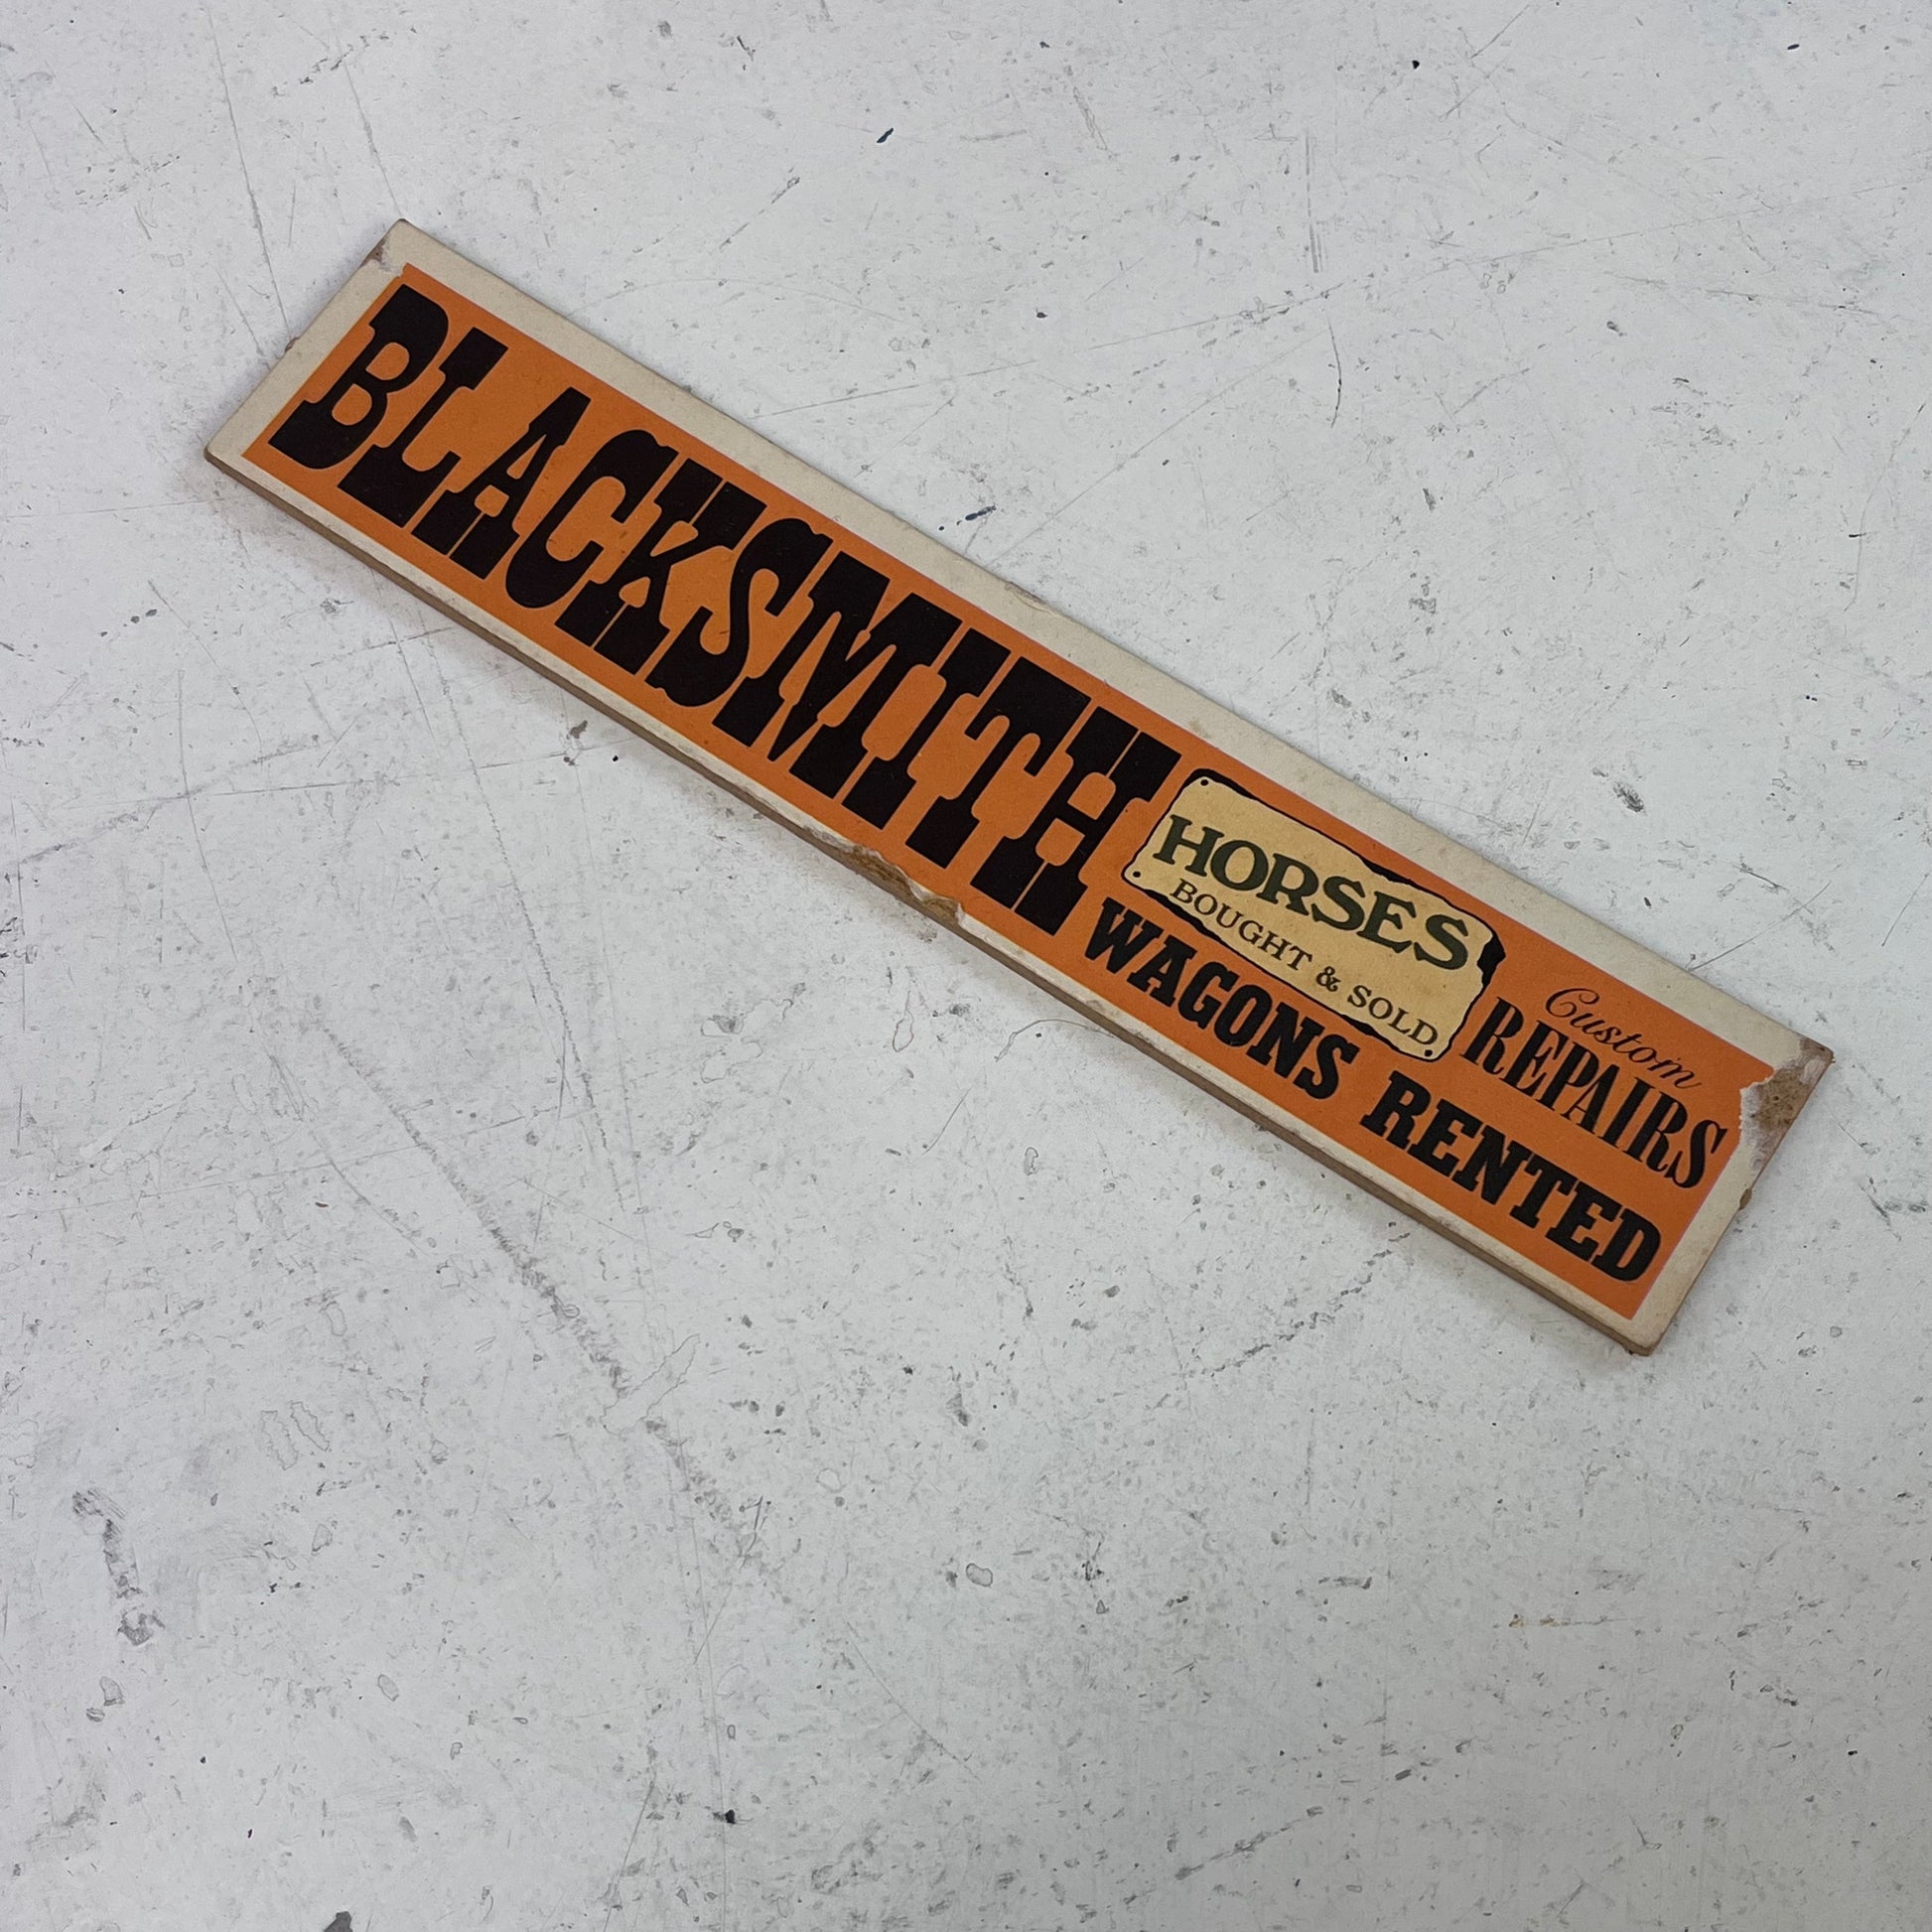 BLACKSMITH
HORSES
BOUGHT & SOLD
Custom
REPAIRS
WAGONS RENTED